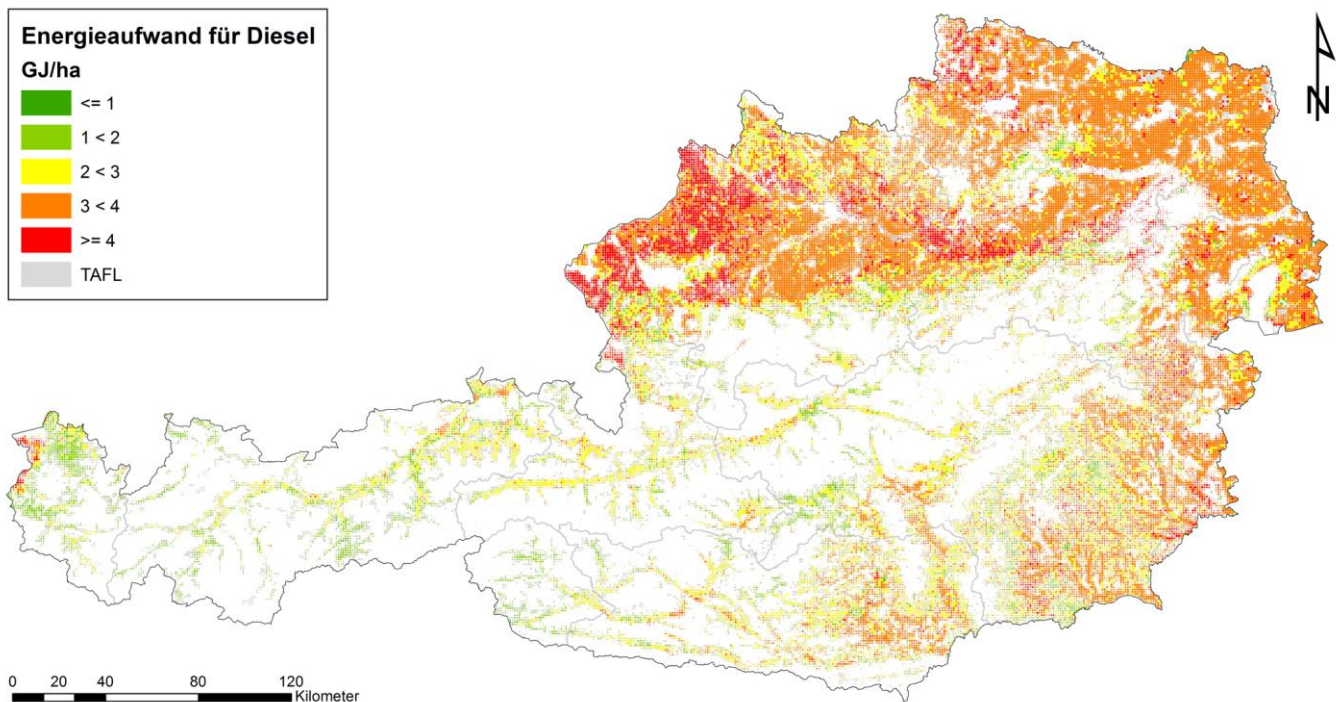 Energieaufwand für Diesel
GJ/ha
<= 1
1 < 2
2 < 3
3 < 4
>= 4
TAFL
N
0 20 40 80 120
Kilometer